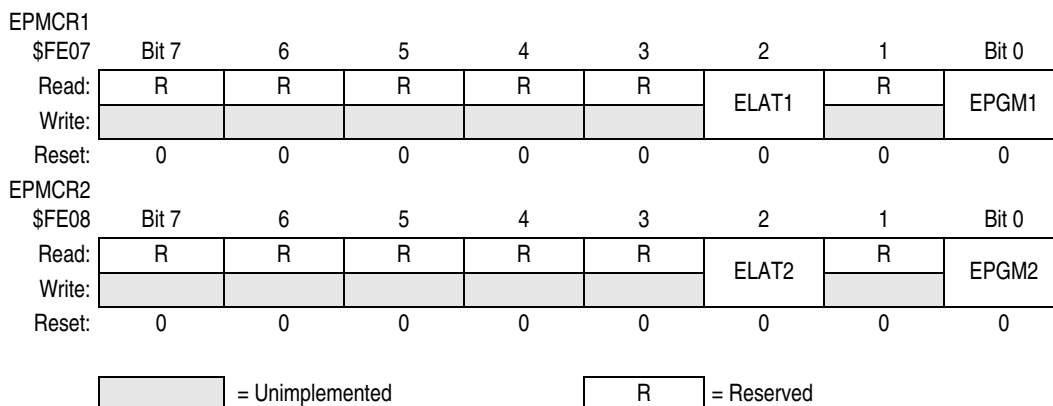 EPMCR1
$FE07 Bit 7 6 5 4 3 2 1 Bit 0
Read: R R R R R ELAT1 R EPGM1
Write:
Reset: 0 0 0 0 0 0 0 0
EPMCR2
$FE08 Bit 7 6 5 4 3 2 1 Bit 0
Read: R R R R R ELAT2 R EPGM2
Write:
Reset: 0 0 0 0 0 0 0 0
= Unimplemented R = Reserved